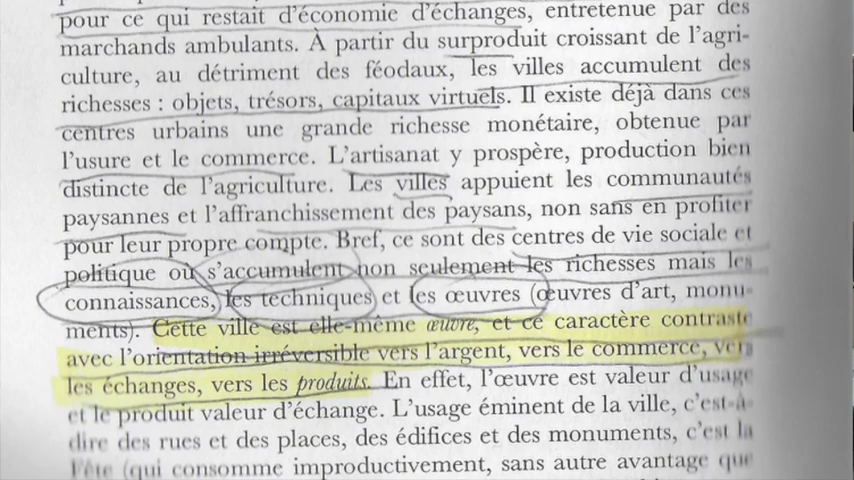 pour ce qui restait d'économie d'échanges, entretenue par des
marchands ambulants. À partir du surproduit croissant de l'agri-
culture, au détriment des féodaux, les villes accumulent des
richesses : objets, trésors, capitaux virtuels. Il existe déjà dans ces
centres urbains une grande richesse monétaire, obtenue par
l'usure et le commerce. L'artisanat y prospère, production bien
distincte de l'agriculture. Les villes appuient les communautés
paysannes et l'affranchissement des paysans, non sans en profiter
pour leur propre compte. Bref, ce sont des centres de vie sociale et
politique où s'accumulent non seulement les richesses mais les
connaissances, les techniques et les œuvres (œuvres d'art, monu-
ments). Cette ville est elle-même œuvre, et ce caractère contraste
avec l'orientation irréversible vers l'argent, vers le commerce, vers
les échanges, vers les produits. En effet, l'œuvre est valeur d'usage
et le produit valeur d'échange. L'usage éminent de la ville, c'est-à-
dire des rues et des places, des édifices et des monuments, c'est la
Fête (qui consomme improductivement, sans autre avantage que